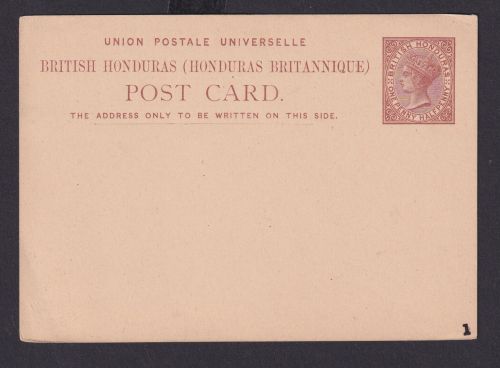 UNION POSTALE UNIVERSELLE
BRITISH HONDURAS (HONDURAS BRITANNIQUE)
POST CARD.
THE ADDRESS ONLY TO BE WRITTEN ON THIS SIDE.
BRITISH HONDURAS
ONE PENNY HALFPENNY
1